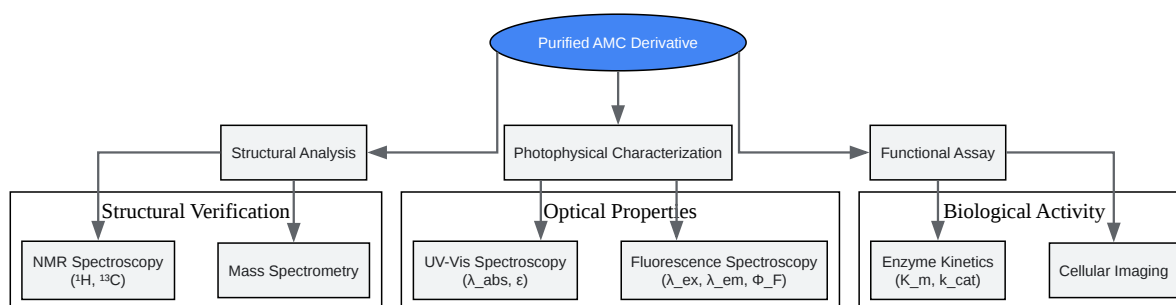 Purified AMC Derivative
Structural Analysis
Photophysical Characterization
Functional Assay
Structural Verification
Optical Properties
Biological Activity
NMR Spectroscopy
(¹H, ¹³C)
Mass Spectrometry
UV-Vis Spectroscopy
(λ_abs, ε)
Fluorescence Spectroscopy
(λ_ex, λ_em, Φ_F)
Enzyme Kinetics
(K_m, k_cat)
Cellular Imaging